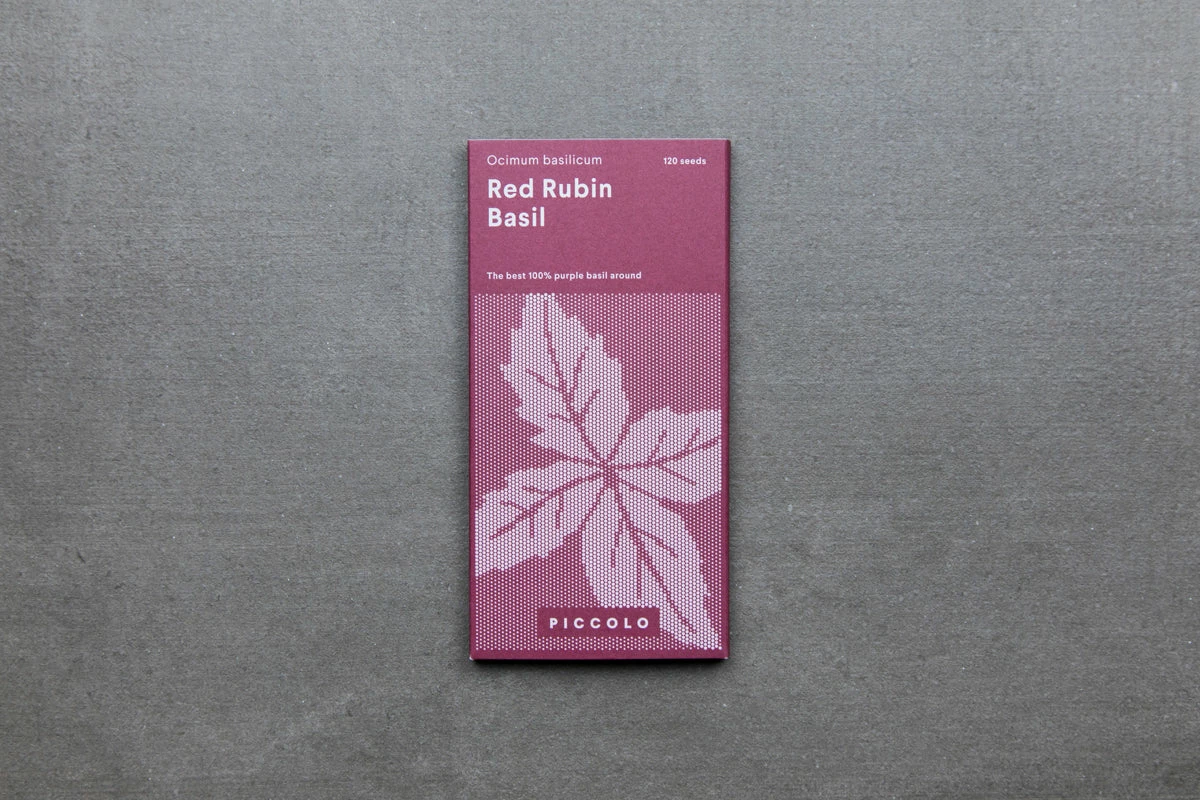 Ocimum basilicum 120 seeds
Red Rubin
Basil
The best 100% purple basil around
PICCOLO